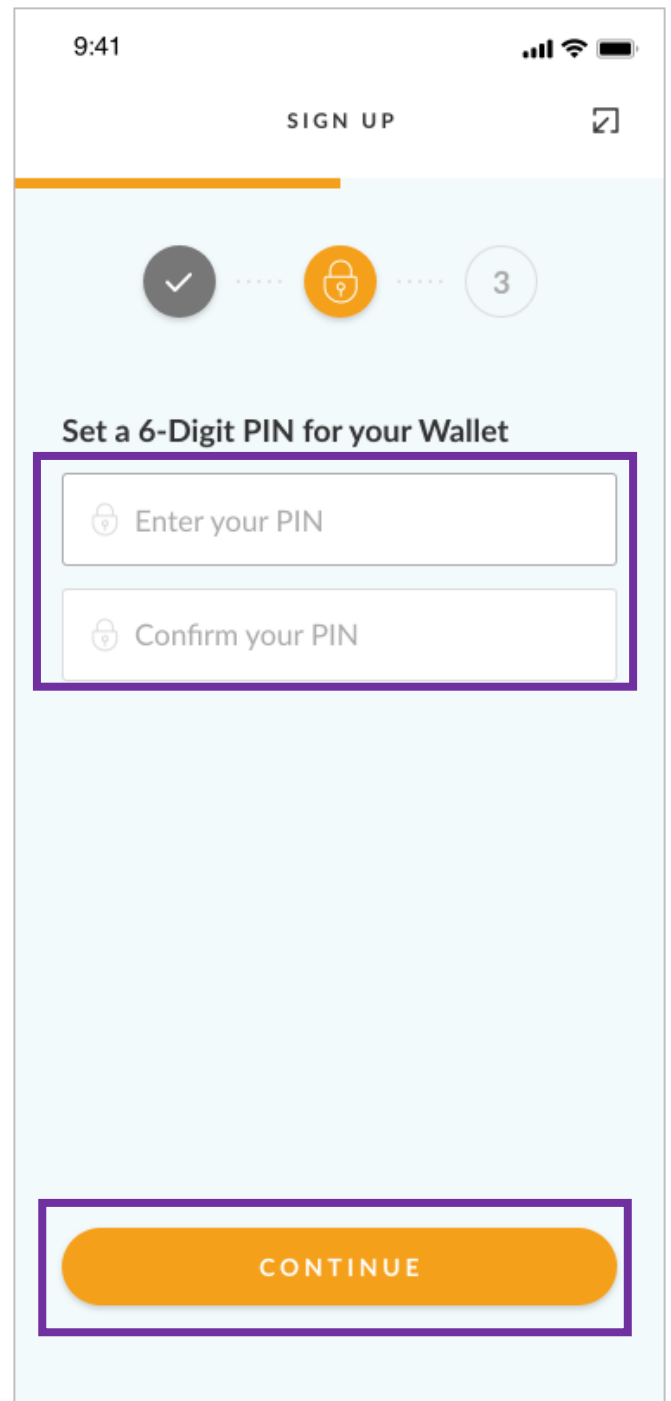 9:41
SIGN UP
3
Set a 6-Digit PIN for your Wallet
Enter your PIN
Confirm your PIN
CONTINUE